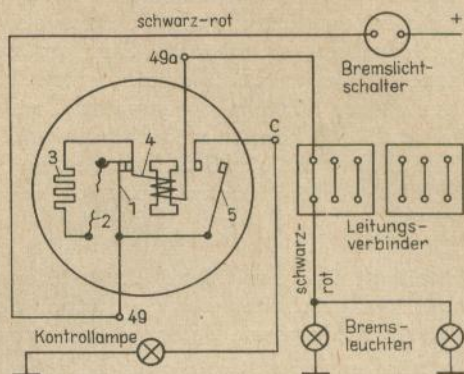 schwarz-rot
+
49a
Bremslicht-
schalter
C
3
4
1
2
5
Leitungs-
verbinder
schwarz-
rot
49
Kontrollampe
Brems-
leuchten